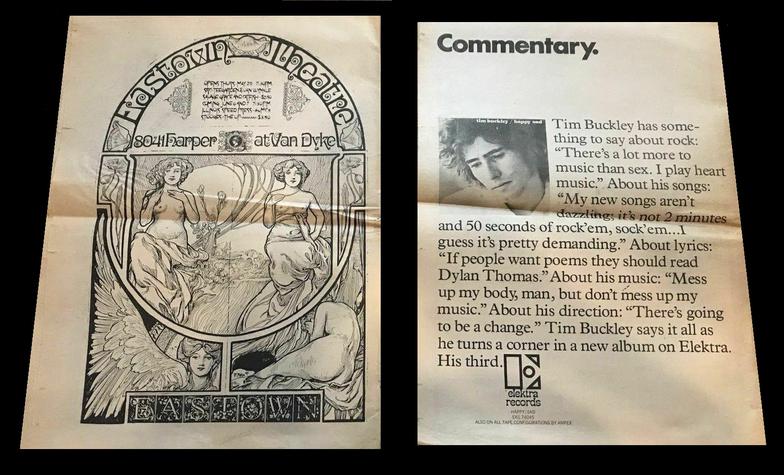 Eastown Theatre
8041 Harper at Van Dyke
EASTOWN
Commentary.
tim buckley / happy sad
Tim Buckley has some-
thing to say about rock:
“There’s a lot more to
music than sex. I play heart
music.” About his songs:
“My new songs aren’t
dazzling; it’s not 2 minutes
and 50 seconds of rock’em, sock’em...I
guess it’s pretty demanding.” About lyrics:
“If people want poems they should read
Dylan Thomas.” About his music: “Mess
up my body, man, but don’t mess up my
music.” About his direction: “There’s going
to be a change.” Tim Buckley says it all as
he turns a corner in a new album on Elektra.
His third.
elektra
records
HAPPY/SAD
EKS 74045
ALSO ON ALL TAPE CONFIGURATIONS BY AMPEX